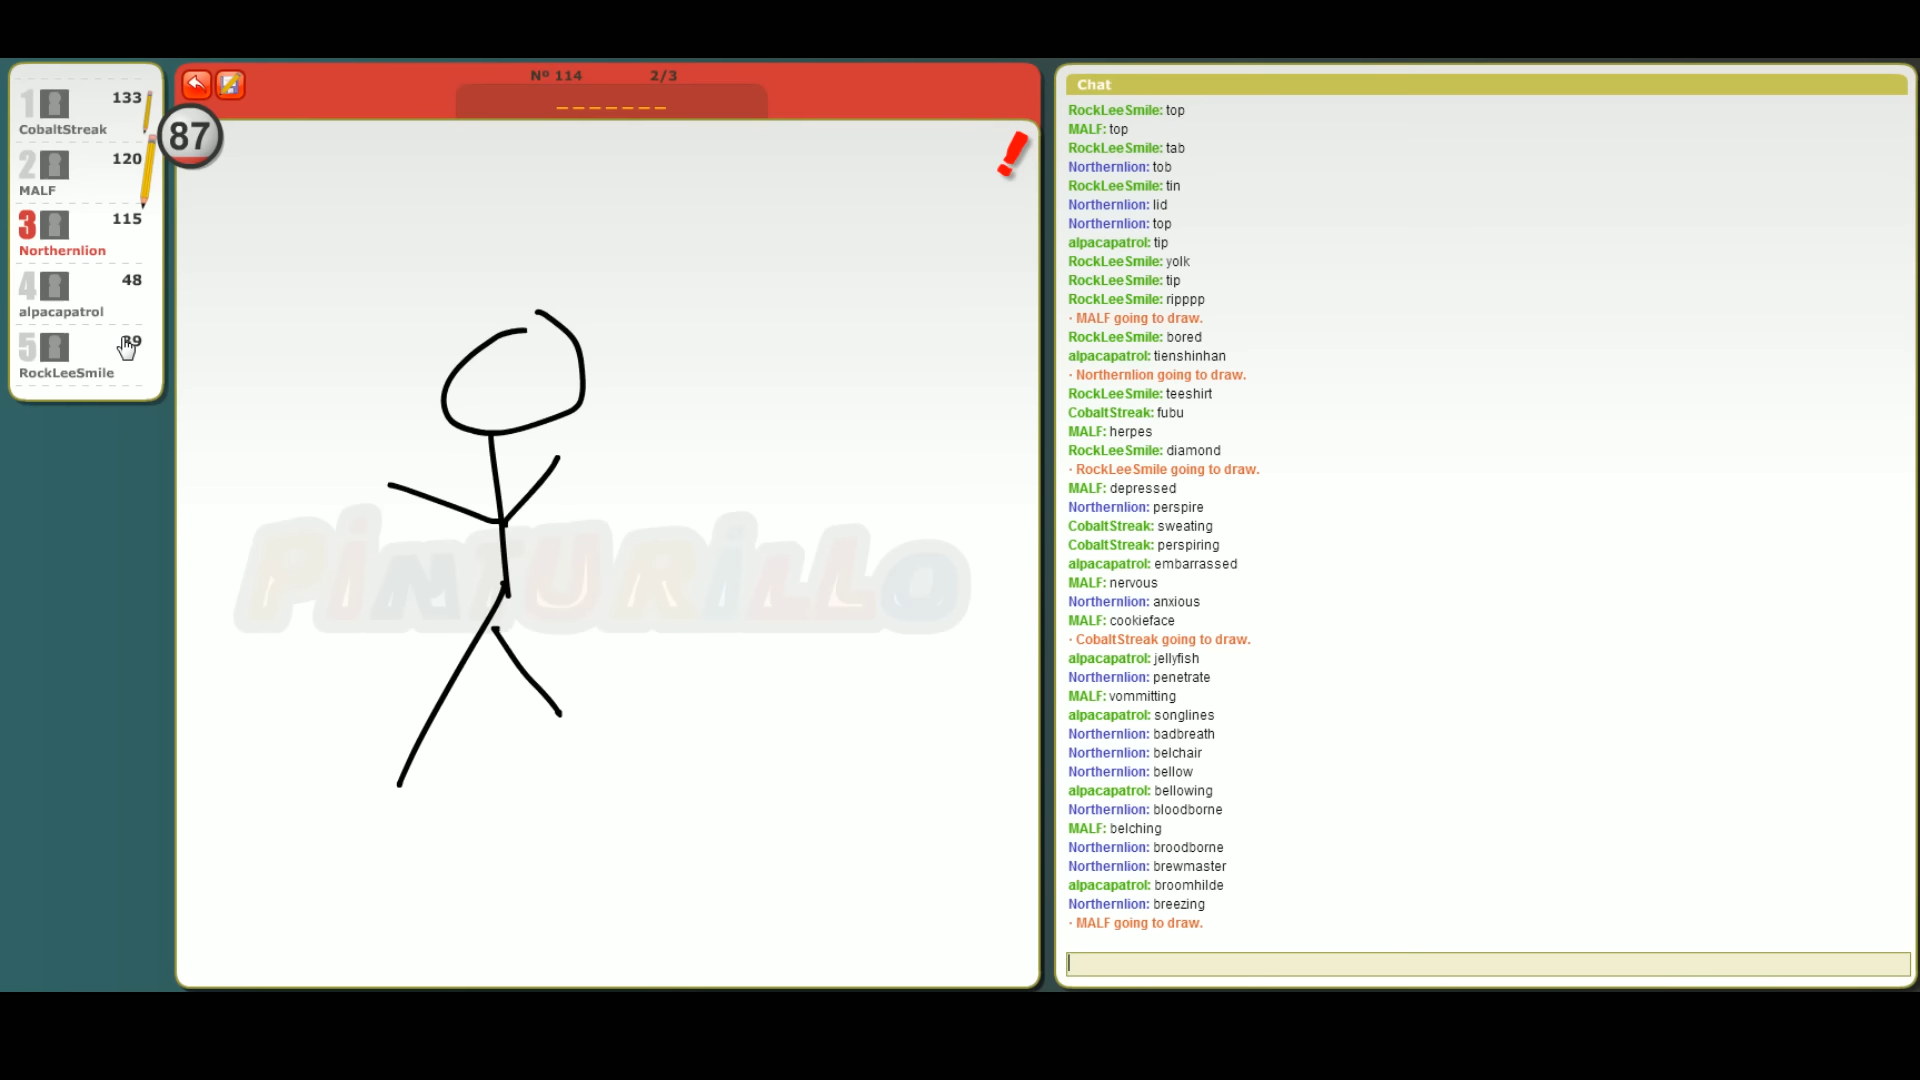 Nº 114 2/3
_ _ _ _ _ _ _
87
1 133
CobaltStreak
2 120
MALF
3 115
Northernlion
4 48
alpacapatrol
5
RockLeeSmile
PiNTURiLLO
Chat
RockLeeSmile: top
MALF: top
RockLeeSmile: tab
Northernlion: tob
RockLeeSmile: tin
Northernlion: lid
Northernlion: top
alpacapatrol: tip
RockLeeSmile: yolk
RockLeeSmile: tip
RockLeeSmile: ripppp
· MALF going to draw.
RockLeeSmile: bored
alpacapatrol: tienshinhan
· Northernlion going to draw.
RockLeeSmile: teeshirt
CobaltStreak: fubu
MALF: herpes
RockLeeSmile: diamond
· RockLeeSmile going to draw.
MALF: depressed
Northernlion: perspire
CobaltStreak: sweating
CobaltStreak: perspiring
alpacapatrol: embarrassed
MALF: nervous
Northernlion: anxious
MALF: cookieface
· CobaltStreak going to draw.
alpacapatrol: jellyfish
Northernlion: penetrate
MALF: vommitting
alpacapatrol: songlines
Northernlion: badbreath
Northernlion: belchair
Northernlion: bellow
alpacapatrol: bellowing
Northernlion: bloodborne
MALF: belching
Northernlion: broodborne
Northernlion: brewmaster
alpacapatrol: broomhilde
Northernlion: breezing
· MALF going to draw.